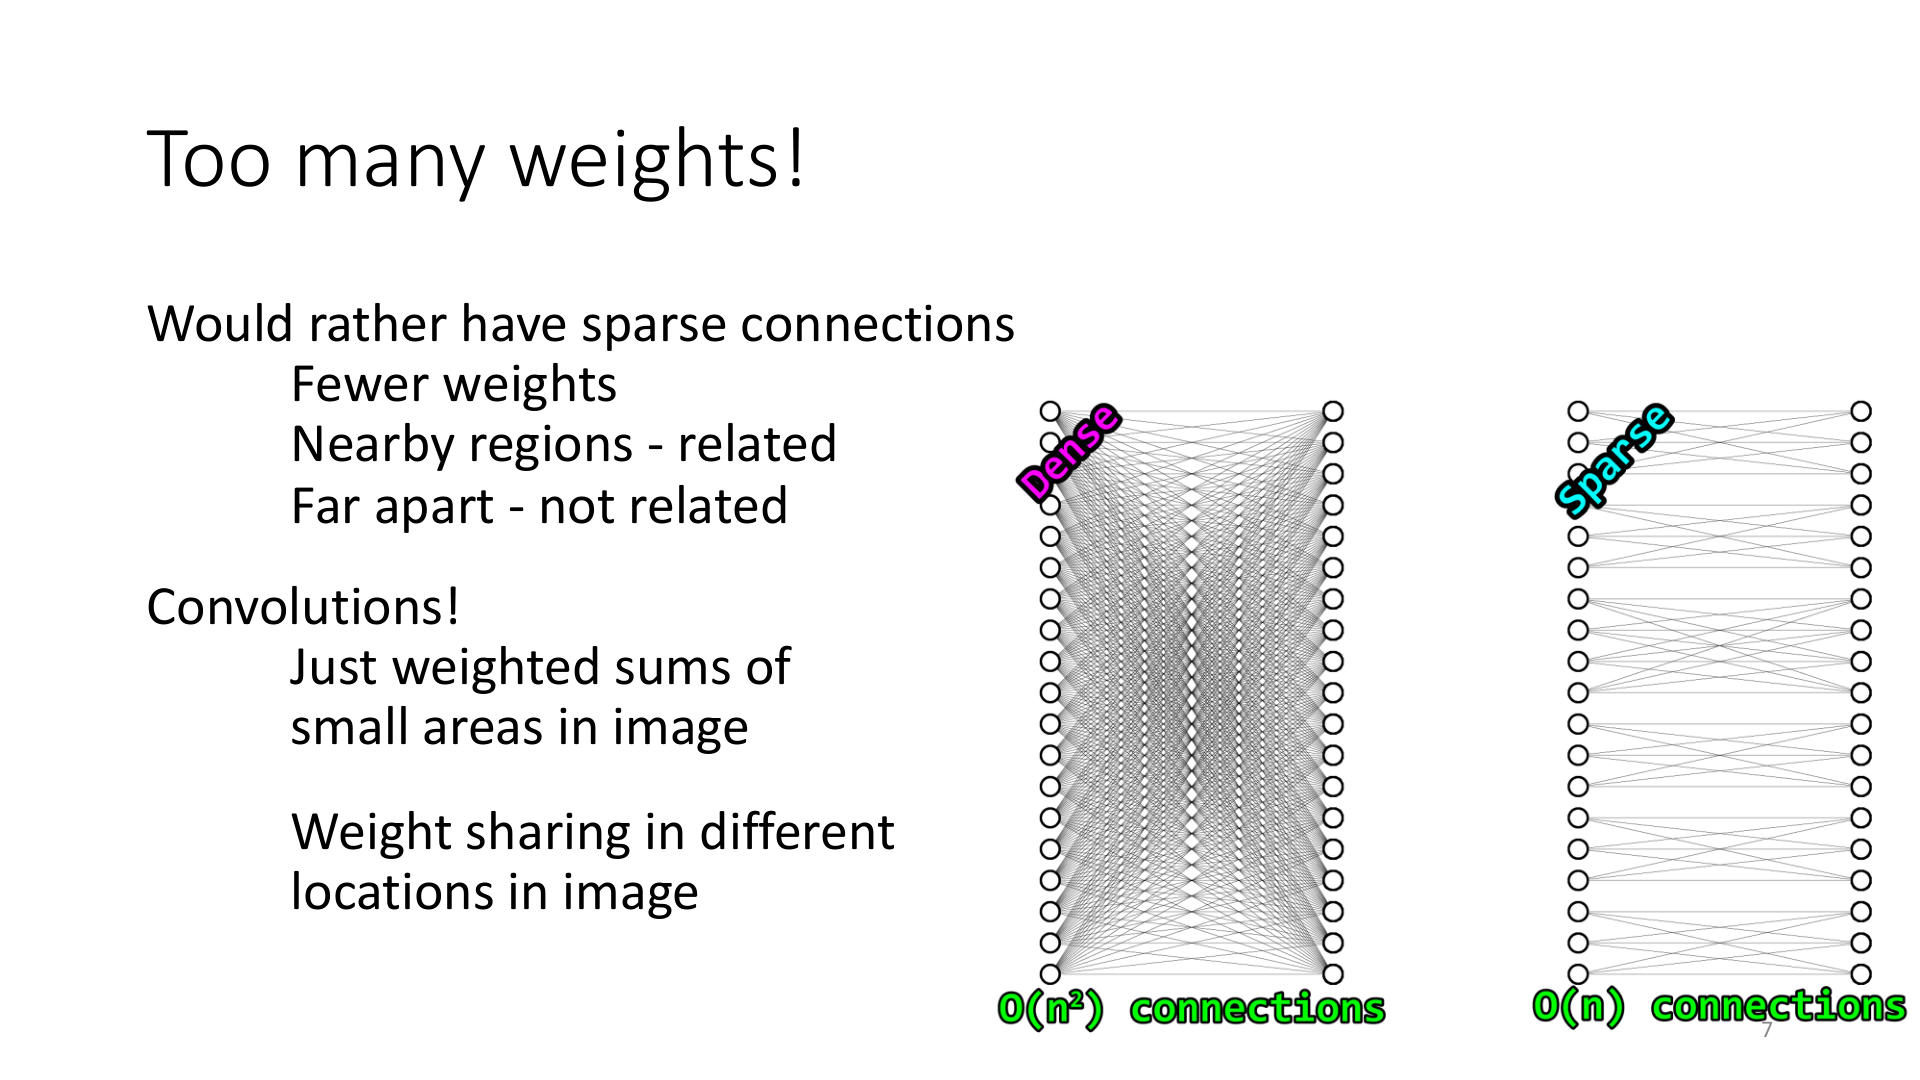 Too many weights!
Would rather have sparse connections
Fewer weights
Nearby regions - related
Far apart - not related
Convolutions!
Just weighted sums of
small areas in image
Weight sharing in different
locations in image
Dense
O(n²) connections
Sparse
O(n) connections
7